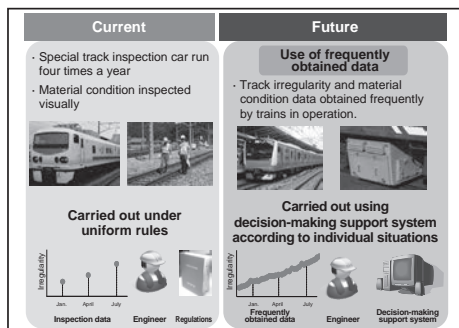 Current
· Special track inspection car run
four times a year
· Material condition inspected
visually
Carried out under
uniform rules
Irregularity
Jan.
April
July
Inspection data
Engineer
Regulations
Future
Use of frequently
obtained data
· Track irregularity and material
condition data obtained frequently
by trains in operation.
Carried out using
decision-making support system
according to individual situations
Irregularity
Jan.
April
July
Frequently
obtained data
Engineer
Decision-making
support system